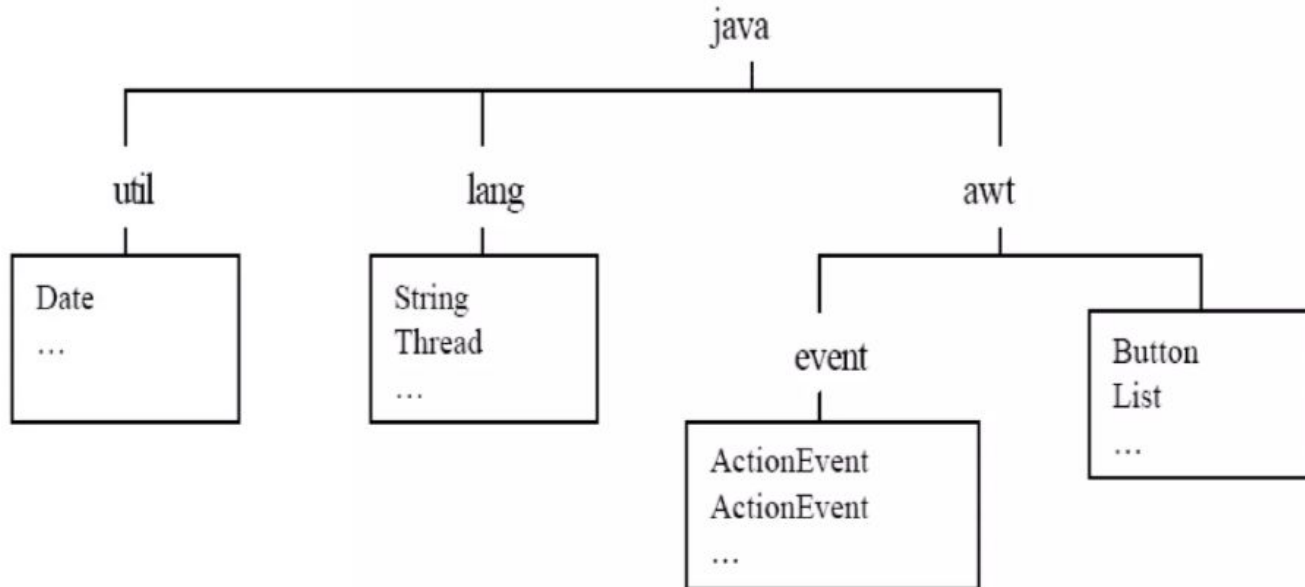 java
util
lang
awt
Date
…
String
Thread
…
event
ActionEvent
ActionEvent
…
Button
List
…